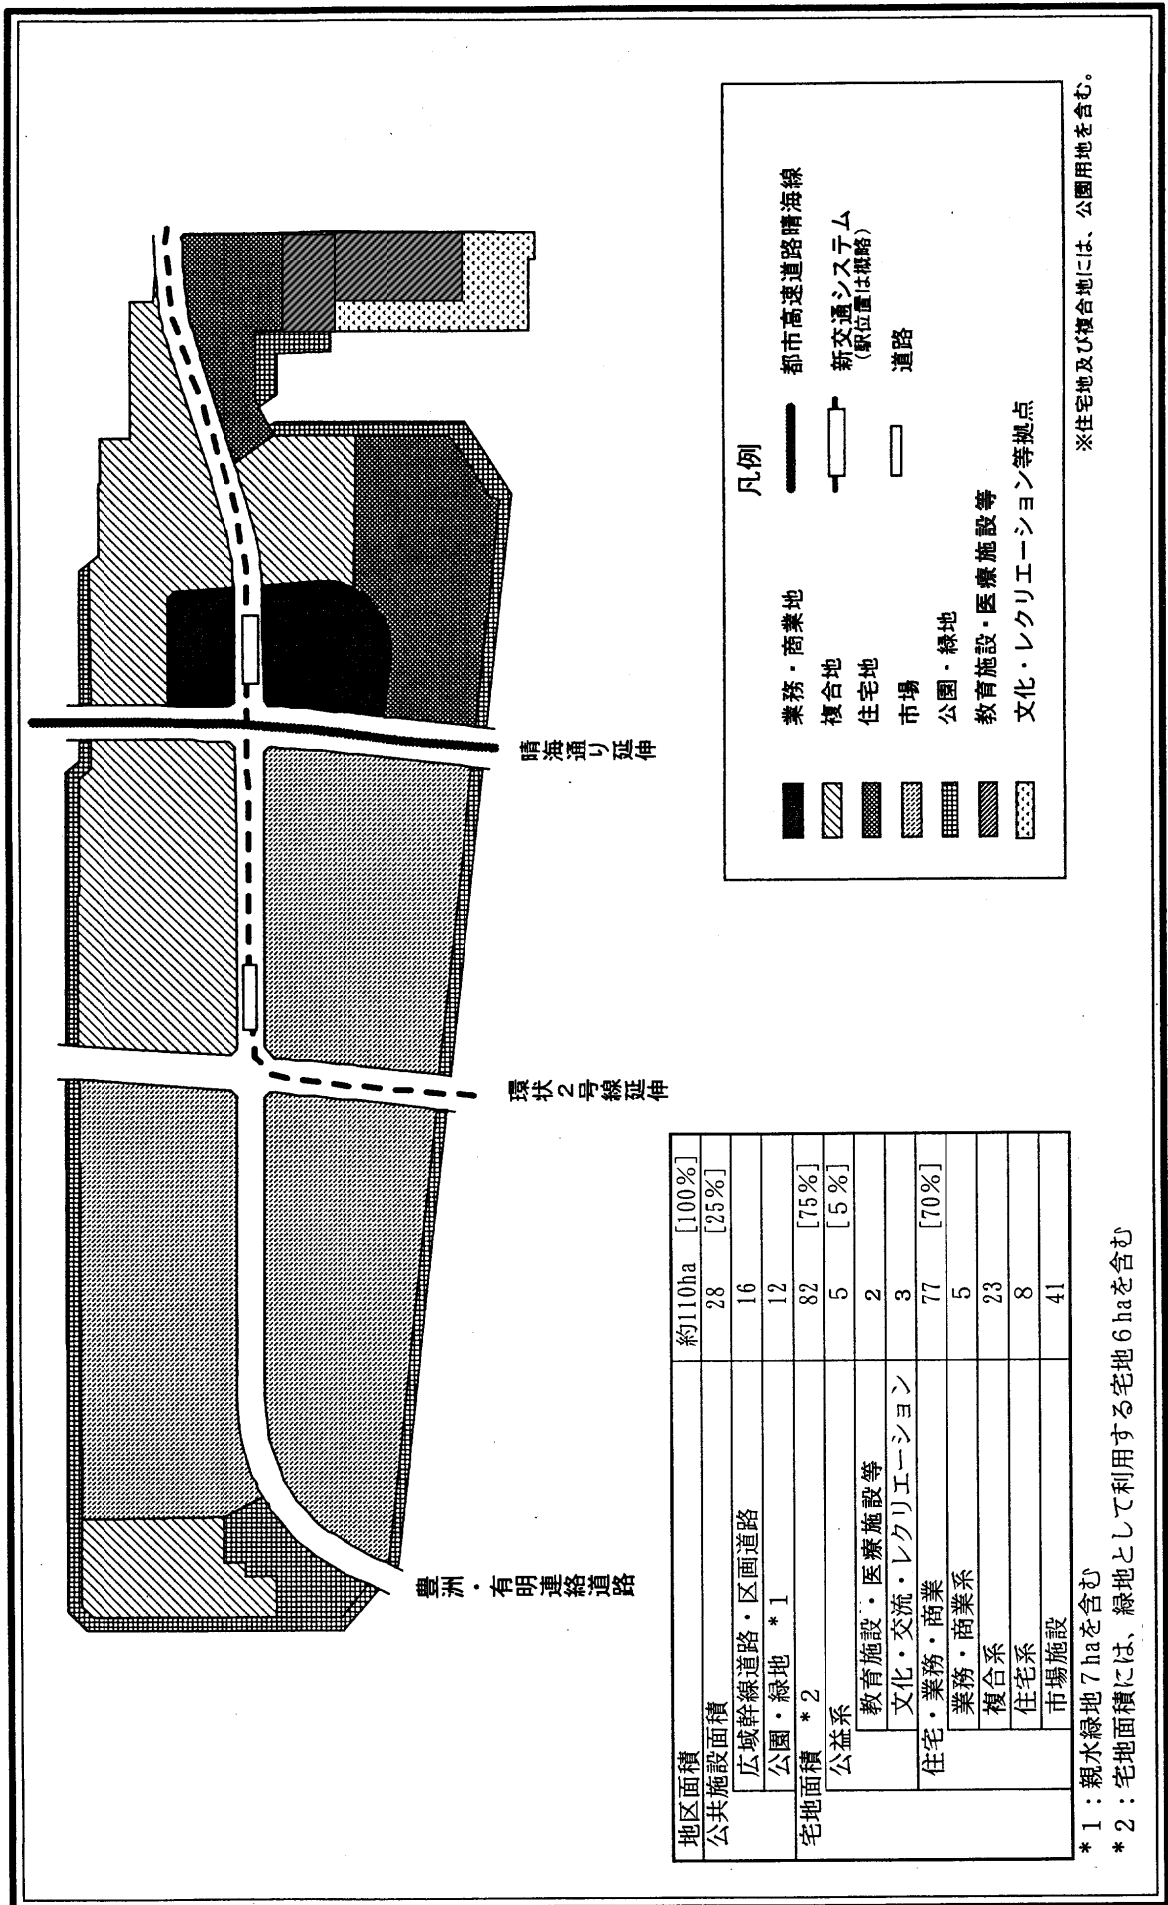 晴海通り延伸
環状２号線延伸
豊洲・有明連絡道路
凡例
業務・商業地
複合地
住宅地
市場
公園・緑地
教育施設・医療施設等
文化・レクリエーション等拠点
都市高速道路晴海線
新交通システム
(駅位置は概略)
道路
※住宅地及び複合地には、公園用地を含む。
地区面積 約110ha [100%]
公共施設面積 28 [25%]
広域幹線道路・区画道路 16
公園・緑地 *1 12
宅地面積 *2 82 [75%]
公益系 5 [5%]
教育施設・医療施設等 2
文化・交流・レクリエーション 3
住宅・業務・商業 77 [70%]
業務・商業系 5
複合系 23
住宅系 8
市場施設 41
*1：親水緑地7haを含む
*2：宅地面積には、緑地として利用する宅地6haを含む